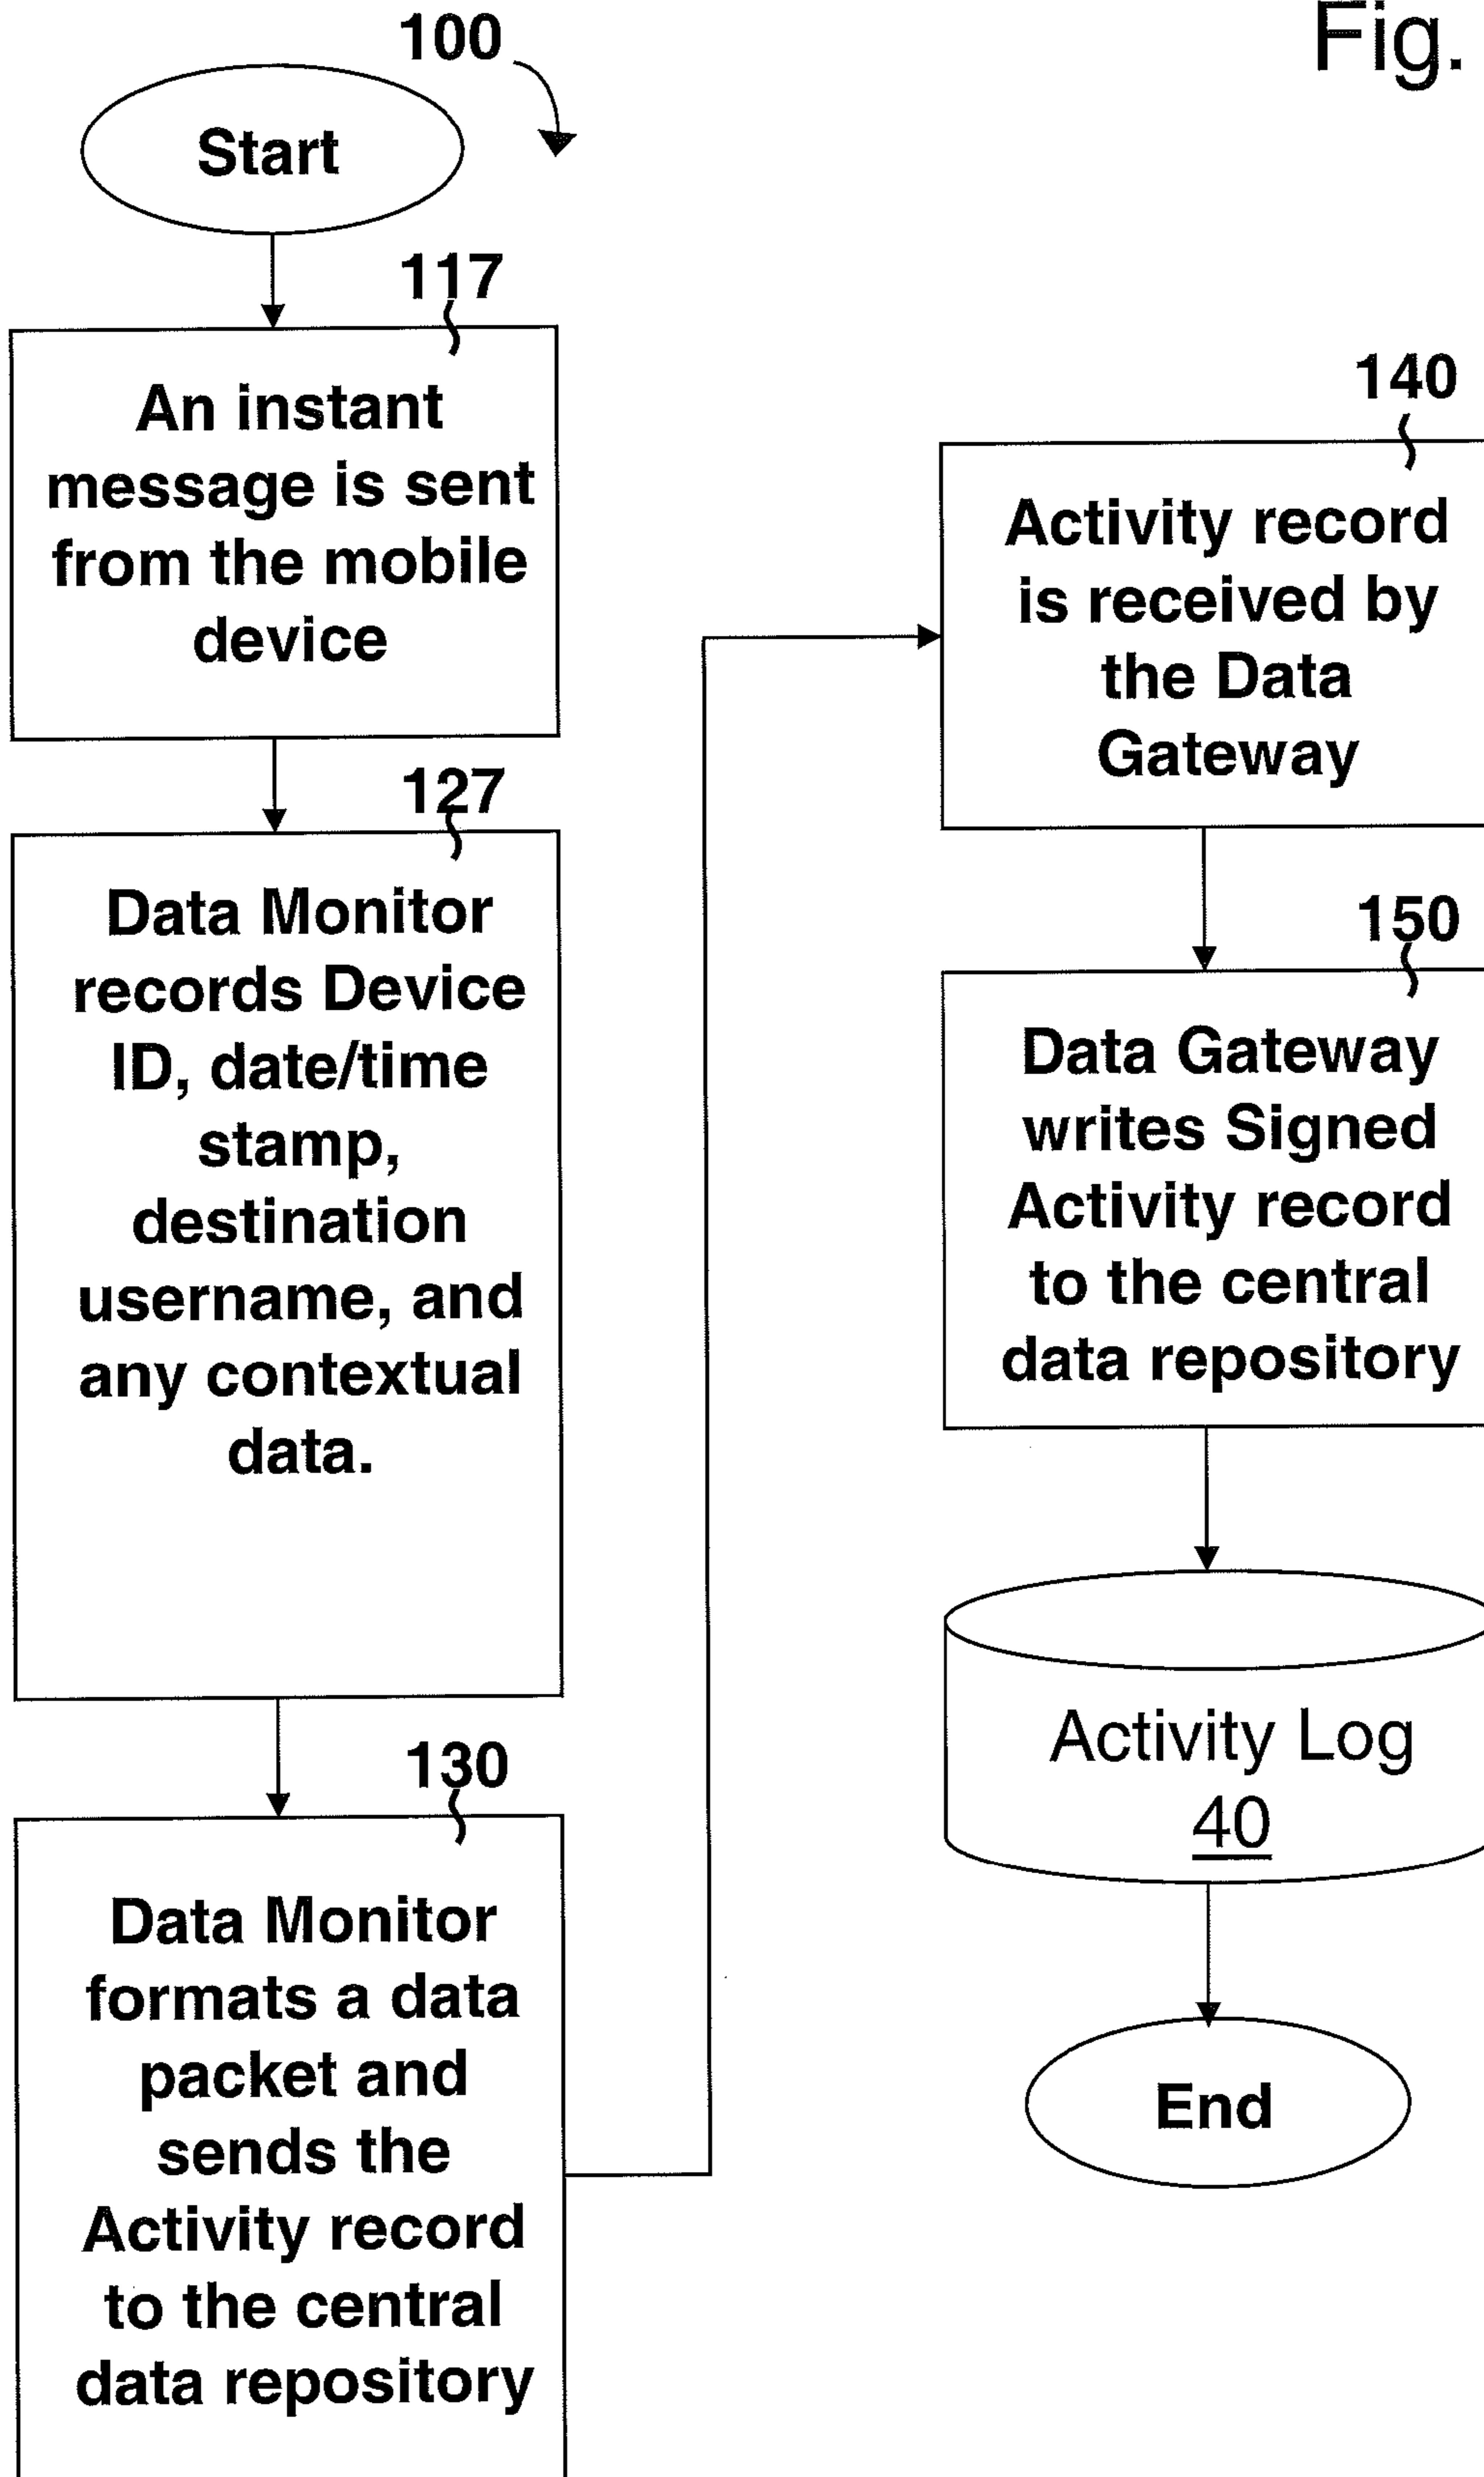 100
Fig.
Start
117
An instant
message is sent
from the mobile
device
127
Data Monitor
records Device
ID, date/time
stamp,
destination
username, and
any contextual
data.
130
Data Monitor
formats a data
packet and
sends the
Activity record
to the central
data repository
140
Activity record
is received by
the Data
Gateway
150
Data Gateway
writes Signed
Activity record
to the central
data repository
Activity Log
40
End